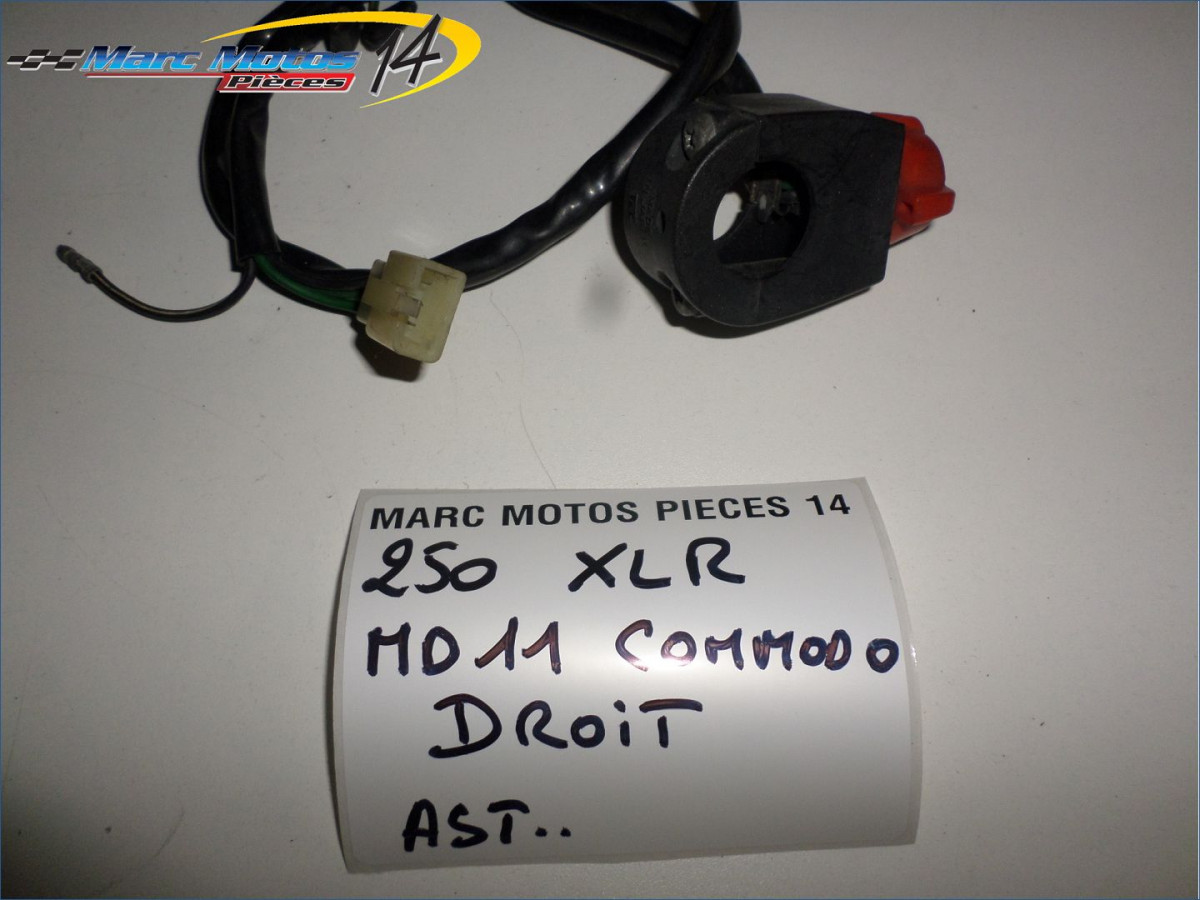 Marc Motos 14
Pièces
MARC MOTOS PIECES 14
250 XLR
MD11 COMMODO
DROIT
AST..